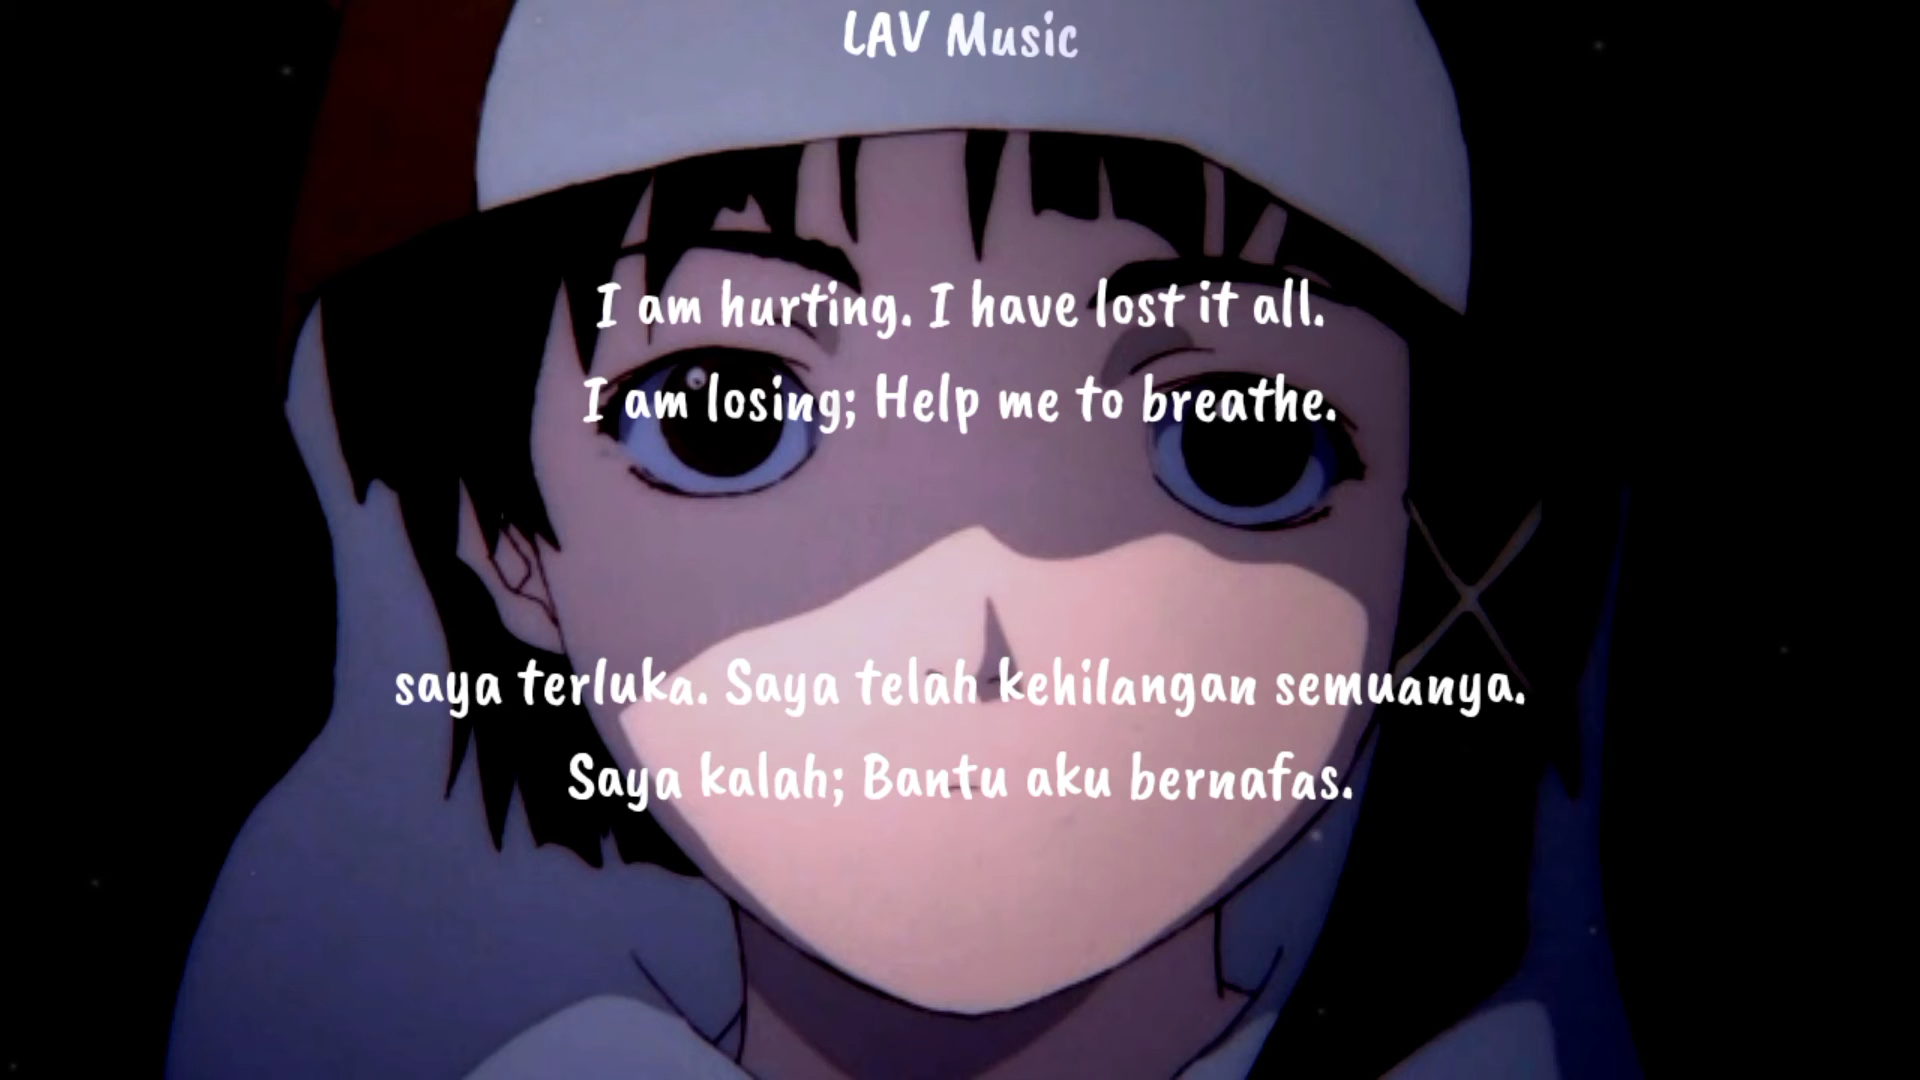 LAV Music
I am hurting. I have lost it all.
I am losing; Help me to breathe.
saya terluka. Saya telah kehilangan semuanya.
Saya kalah; Bantu aku bernafas.